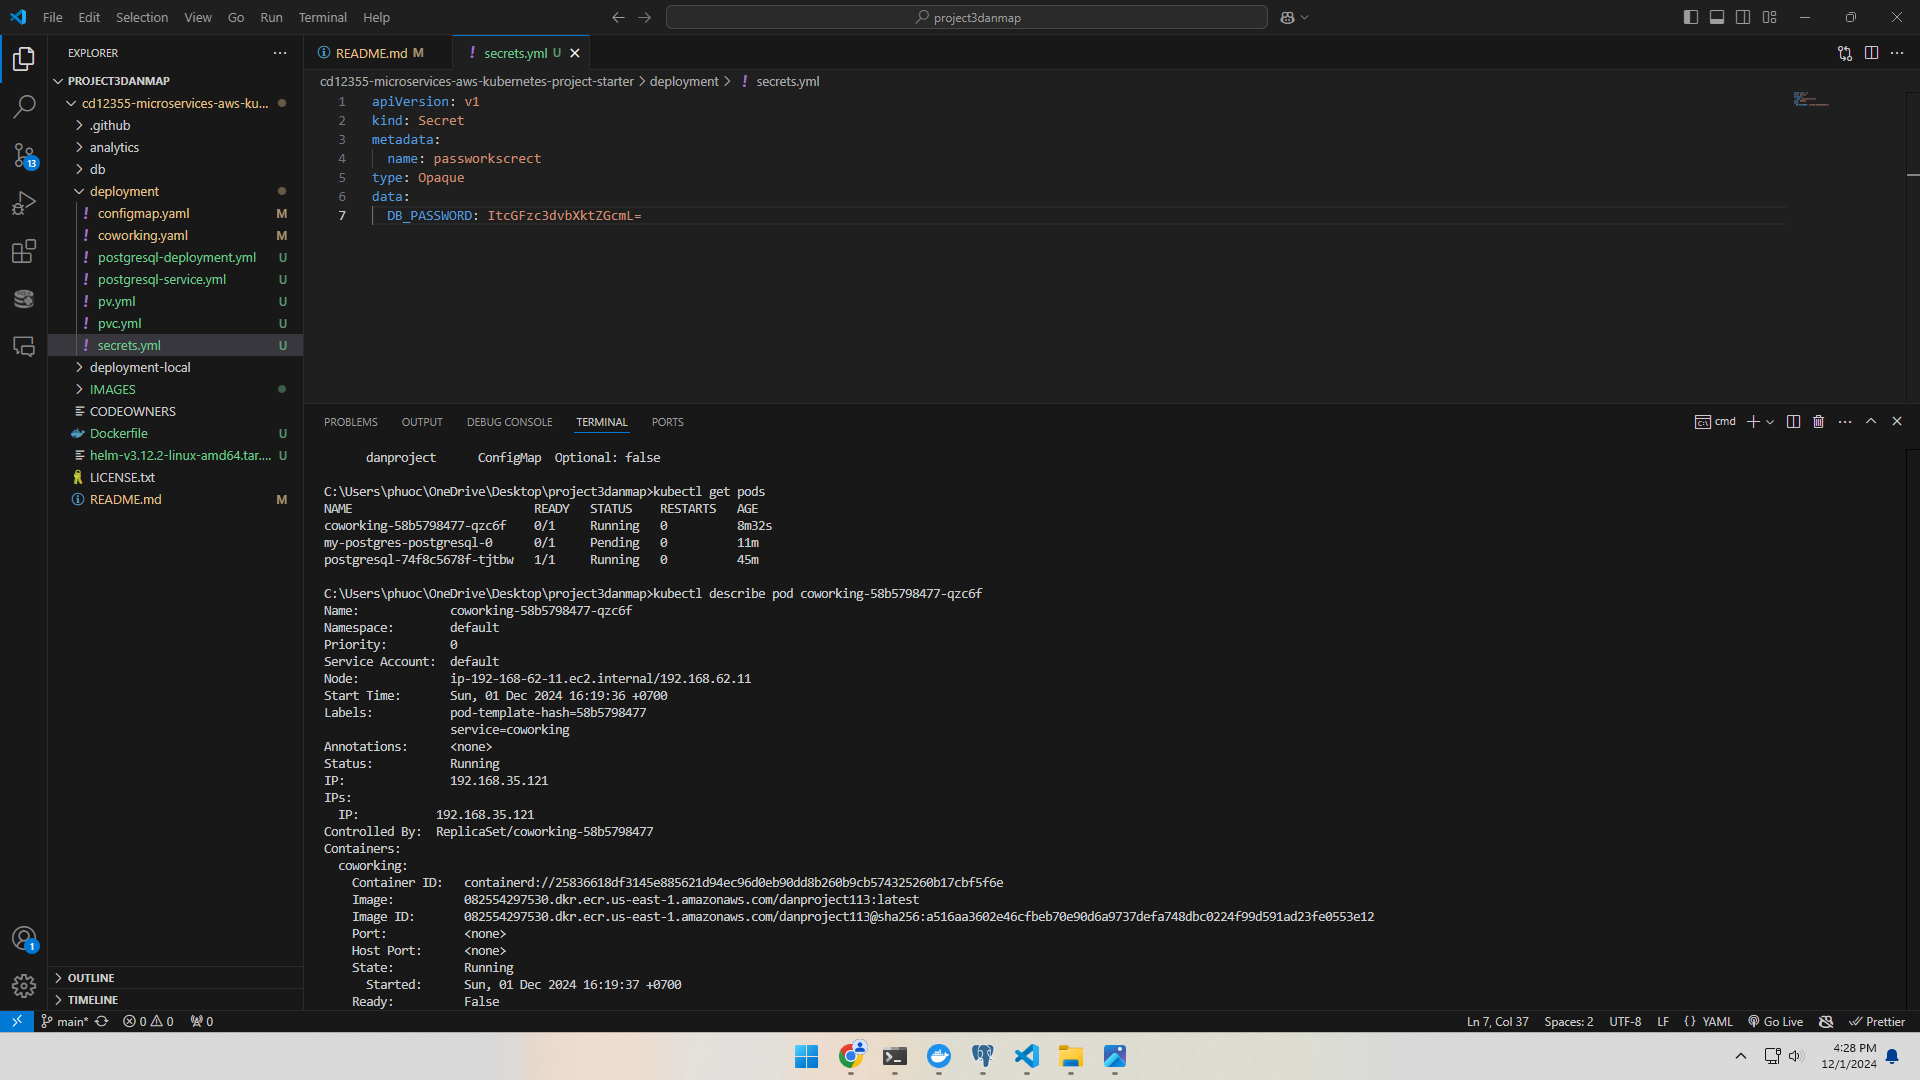 File Edit Selection View Go Run Terminal Help
project3danmap
EXPLORER
PROJECT3DANMAP
cd12355-microservices-aws-ku...
.github
analytics
db
deployment
configmap.yaml M
coworking.yaml M
postgresql-deployment.yml U
postgresql-service.yml U
pv.yml U
pvc.yml U
secrets.yml U
deployment-local
IMAGES
CODEOWNERS
Dockerfile U
helm-v3.12.2-linux-amd64.tar.... U
LICENSE.txt
README.md M
OUTLINE
TIMELINE
13
1
README.md M
secrets.yml U
cd12355-microservices-aws-kubernetes-project-starter > deployment > ! secrets.yml
1 apiVersion: v1
2 kind: Secret
3 metadata:
4 name: passworkscrect
5 type: Opaque
6 data:
7 DB_PASSWORD: ItcGFzc3dvbXktZGcmL=
PROBLEMS OUTPUT DEBUG CONSOLE TERMINAL PORTS
cmd
danproject ConfigMap Optional: false
C:\Users\phuoc\OneDrive\Desktop\project3danmap>kubectl get pods
NAME READY STATUS RESTARTS AGE
coworking-58b5798477-qzc6f 0/1 Running 0 8m32s
my-postgres-postgresql-0 0/1 Pending 0 11m
postgresql-74f8c5678f-tjtbw 1/1 Running 0 45m
C:\Users\phuoc\OneDrive\Desktop\project3danmap>kubectl describe pod coworking-58b5798477-qzc6f
Name: coworking-58b5798477-qzc6f
Namespace: default
Priority: 0
Service Account: default
Node: ip-192-168-62-11.ec2.internal/192.168.62.11
Start Time: Sun, 01 Dec 2024 16:19:36 +0700
Labels: pod-template-hash=58b5798477
service=coworking
Annotations: <none>
Status: Running
IP: 192.168.35.121
IPs:
IP: 192.168.35.121
Controlled By: ReplicaSet/coworking-58b5798477
Containers:
coworking:
Container ID: containerd://25836618df3145e885621d94ec96d0eb90dd8b260b9cb574325260b17cbf5f6e
Image: 082554297530.dkr.ecr.us-east-1.amazonaws.com/danproject113:latest
Image ID: 082554297530.dkr.ecr.us-east-1.amazonaws.com/danproject113@sha256:a516aa3602e46cfbeb70e90d6a9737defa748dbc0224f99d591ad23fe0553e12
Port: <none>
Host Port: <none>
State: Running
Started: Sun, 01 Dec 2024 16:19:37 +0700
Ready: False
main* 0 0 0
Ln 7, Col 37 Spaces: 2 UTF-8 LF YAML Go Live Prettier
4:28 PM
12/1/2024